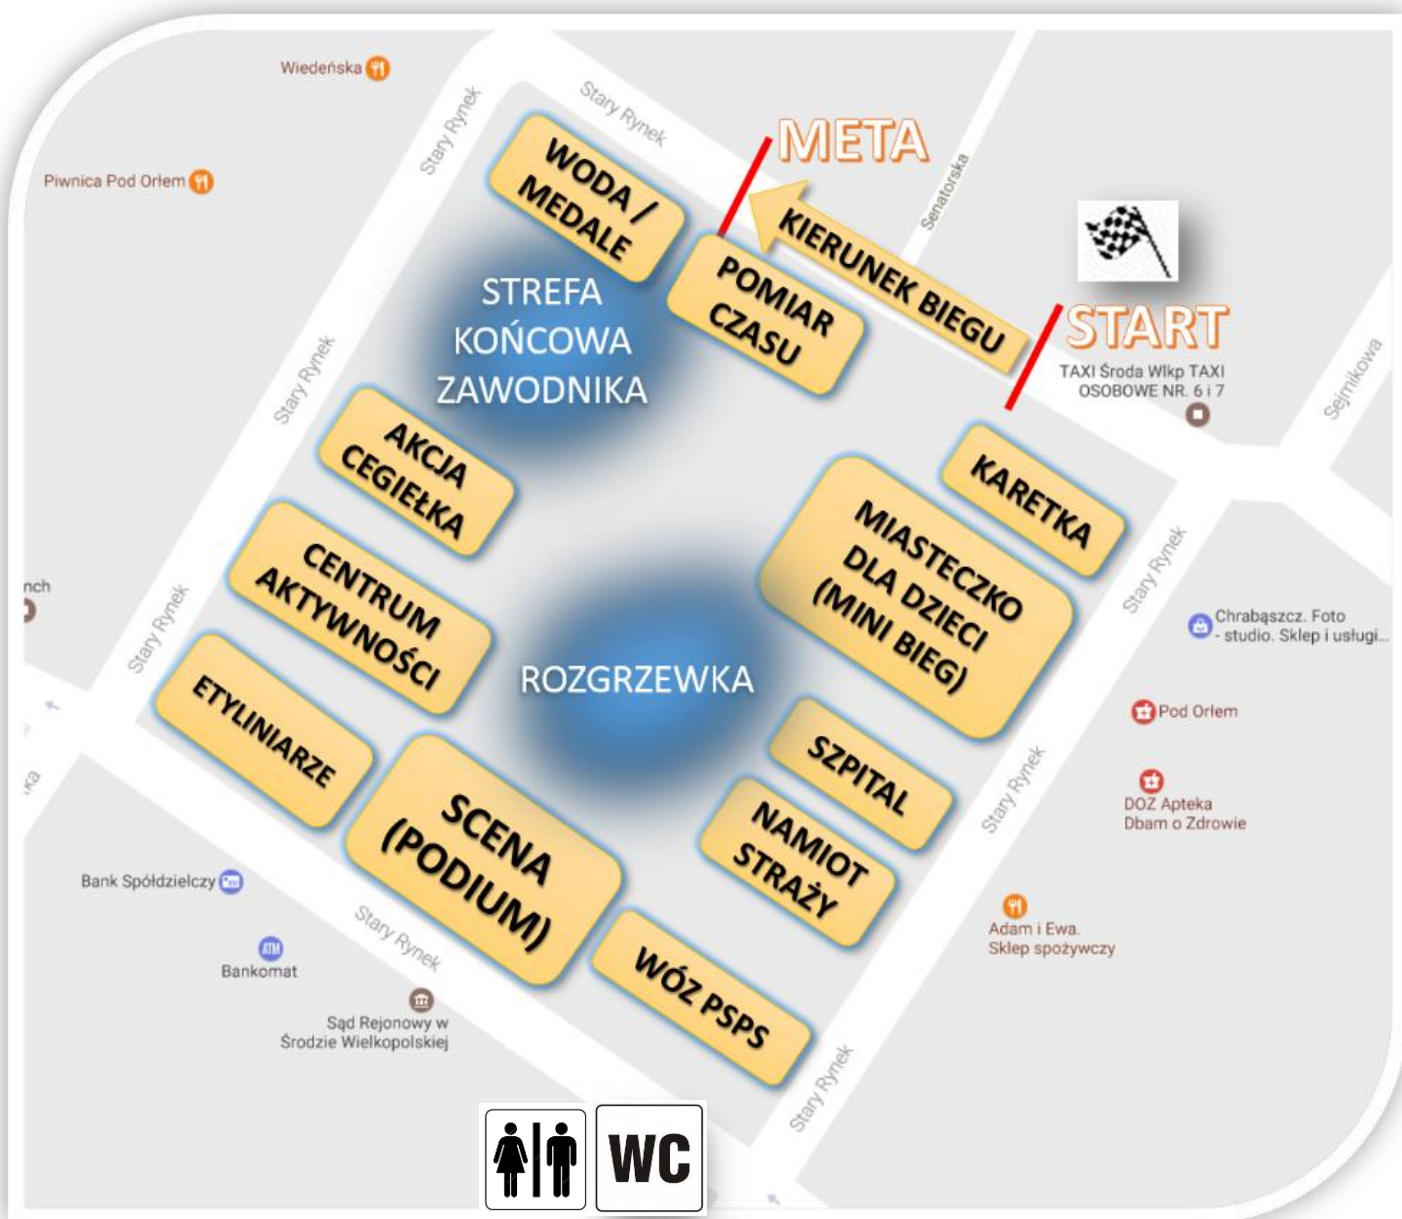 Wiedeńska
Stary Rynek
Stary Rynek
META
Piwnica Pod Orłem
WODA /
MEDALE
Senatorska
KIERUNEK BIEGU
POMIAR
CZASU
STREFA
KOŃCOWA
ZAWODNIKA
START
TAXI Środa Wlkp TAXI
OSOBOWE NR. 6 i 7
Sejmikowa
Stary Rynek
AKCJA
CEGIEŁKA
KARETKA
MIASTECZKO
DLA DZIECI
(MINI BIEG)
CENTRUM
AKTYWNOŚCI
Stary Rynek
nch
Stary Rynek
Chrabąszcz. Foto
- studio. Sklep i usługi...
ROZGRZEWKA
ETYLINIARZE
Pod Orłem
SZPITAL
Stary Rynek
DOZ Apteka
Dbam o Zdrowie
NAMIOT
STRAŻY
SCENA
(PODIUM)
Bank Spółdzielczy
Stary Rynek
ATM
Bankomat
Adam i Ewa.
Sklep spożywczy
WÓZ PSPS
Sąd Rejonowy w
Środzie Wielkopolskiej
Stary Rynek
WC